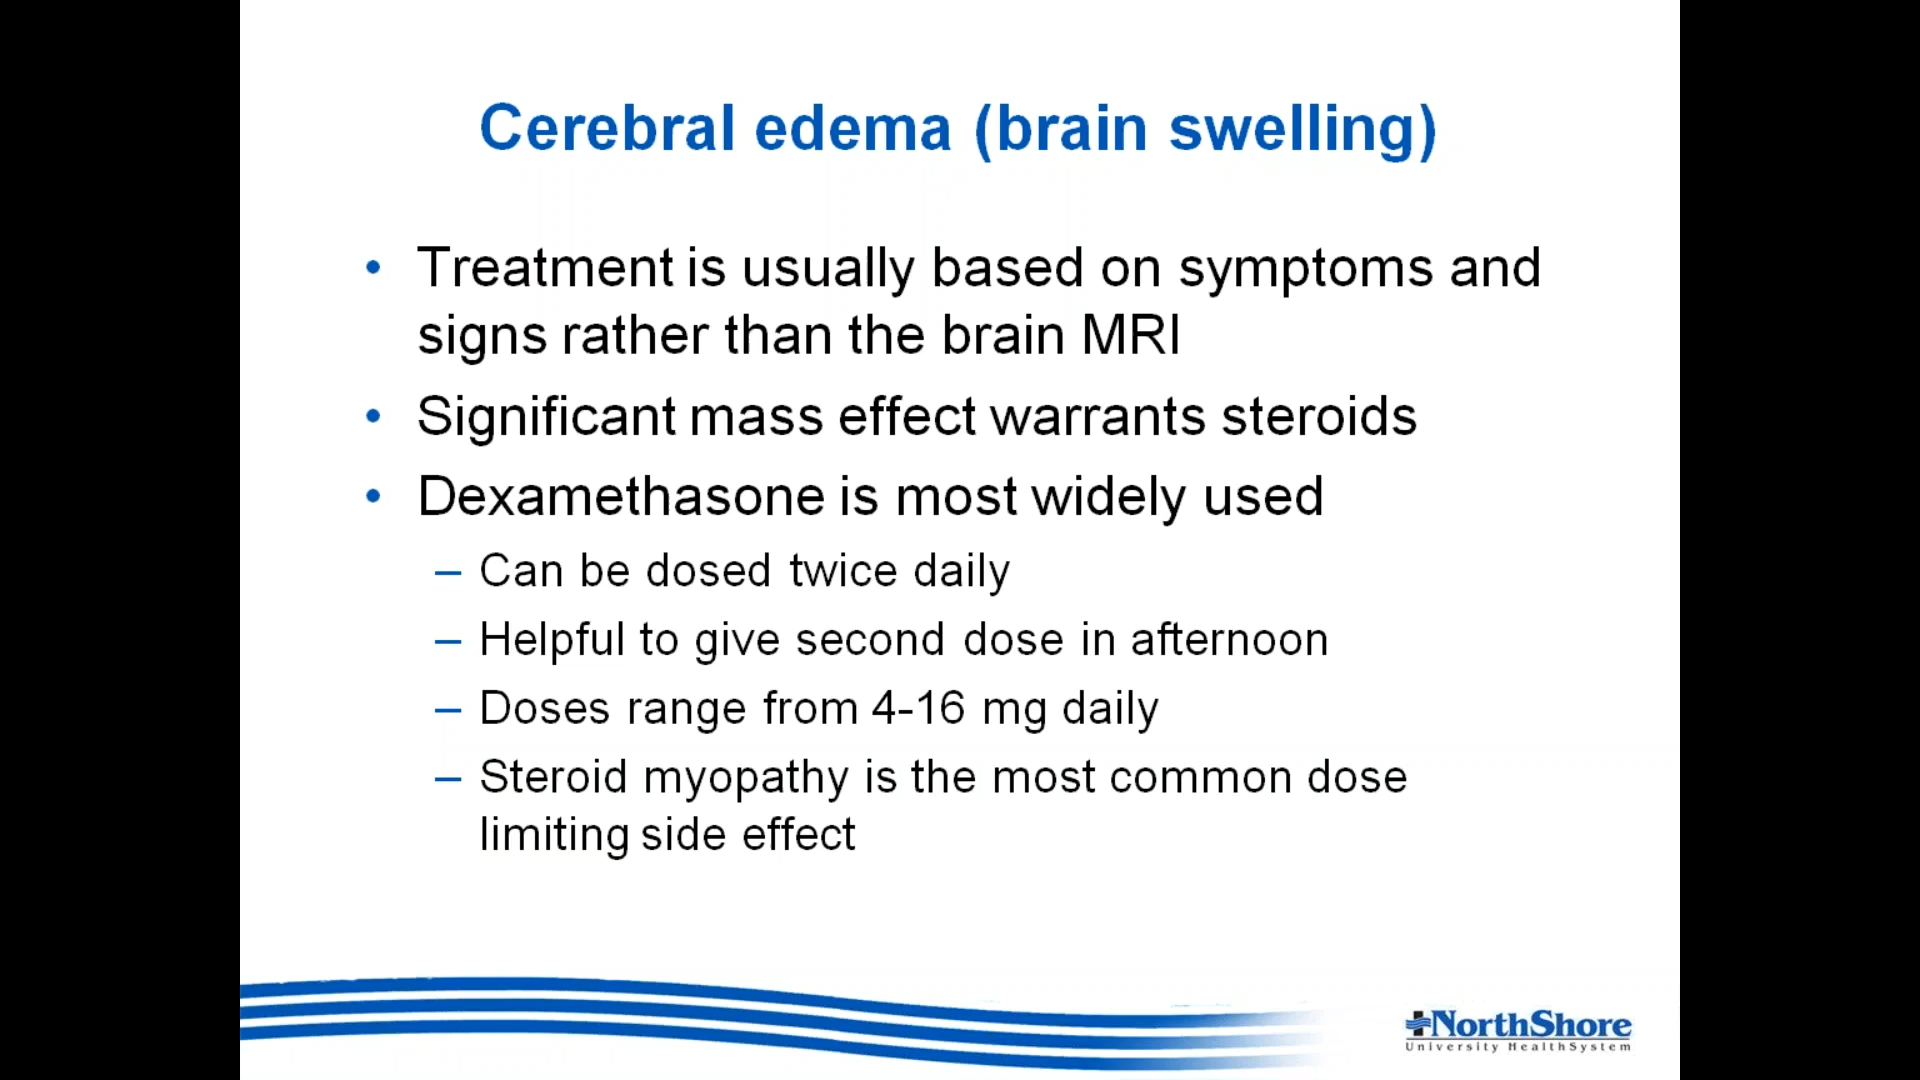 Cerebral edema (brain swelling)
• Treatment is usually based on symptoms and
signs rather than the brain MRI
• Significant mass effect warrants steroids
• Dexamethasone is most widely used
– Can be dosed twice daily
– Helpful to give second dose in afternoon
– Doses range from 4-16 mg daily
– Steroid myopathy is the most common dose
limiting side effect
NorthShore
University HealthSystem